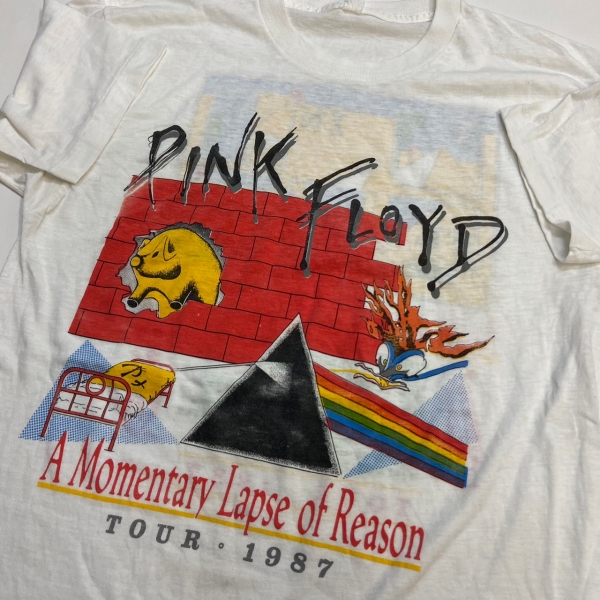 PINK FLOYD
A Momentary Lapse of Reason
TOUR ° 1987